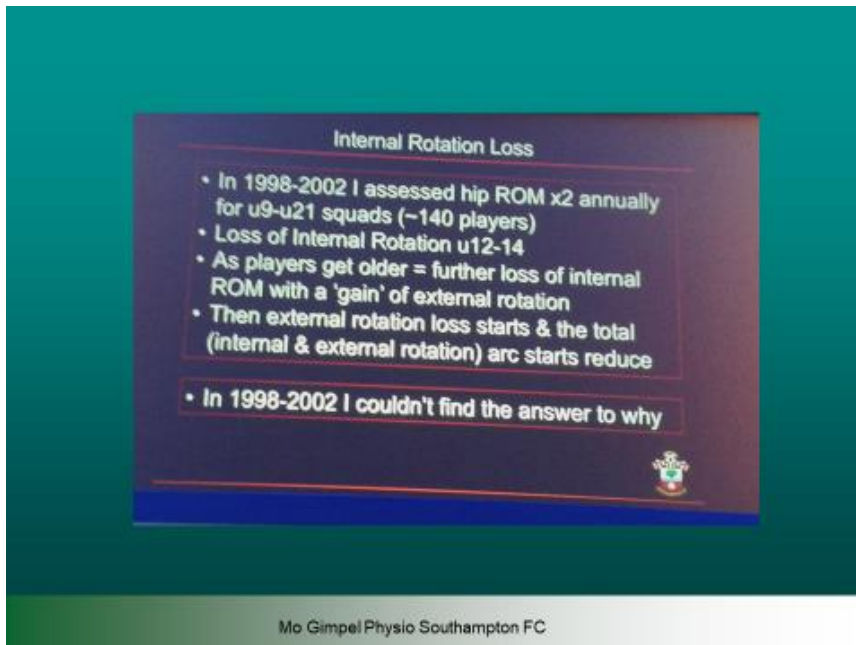 Internal Rotation Loss
• In 1998-2002 I assessed hip ROM x2 annually
for u9-u21 squads (~140 players)
• Loss of Internal Rotation u12-14
• As players get older = further loss of internal
ROM with a 'gain' of external rotation
• Then external rotation loss starts & the total
(internal & external rotation) arc starts reduce
• In 1998-2002 I couldn't find the answer to why
Mo Gimpel Physio Southampton FC